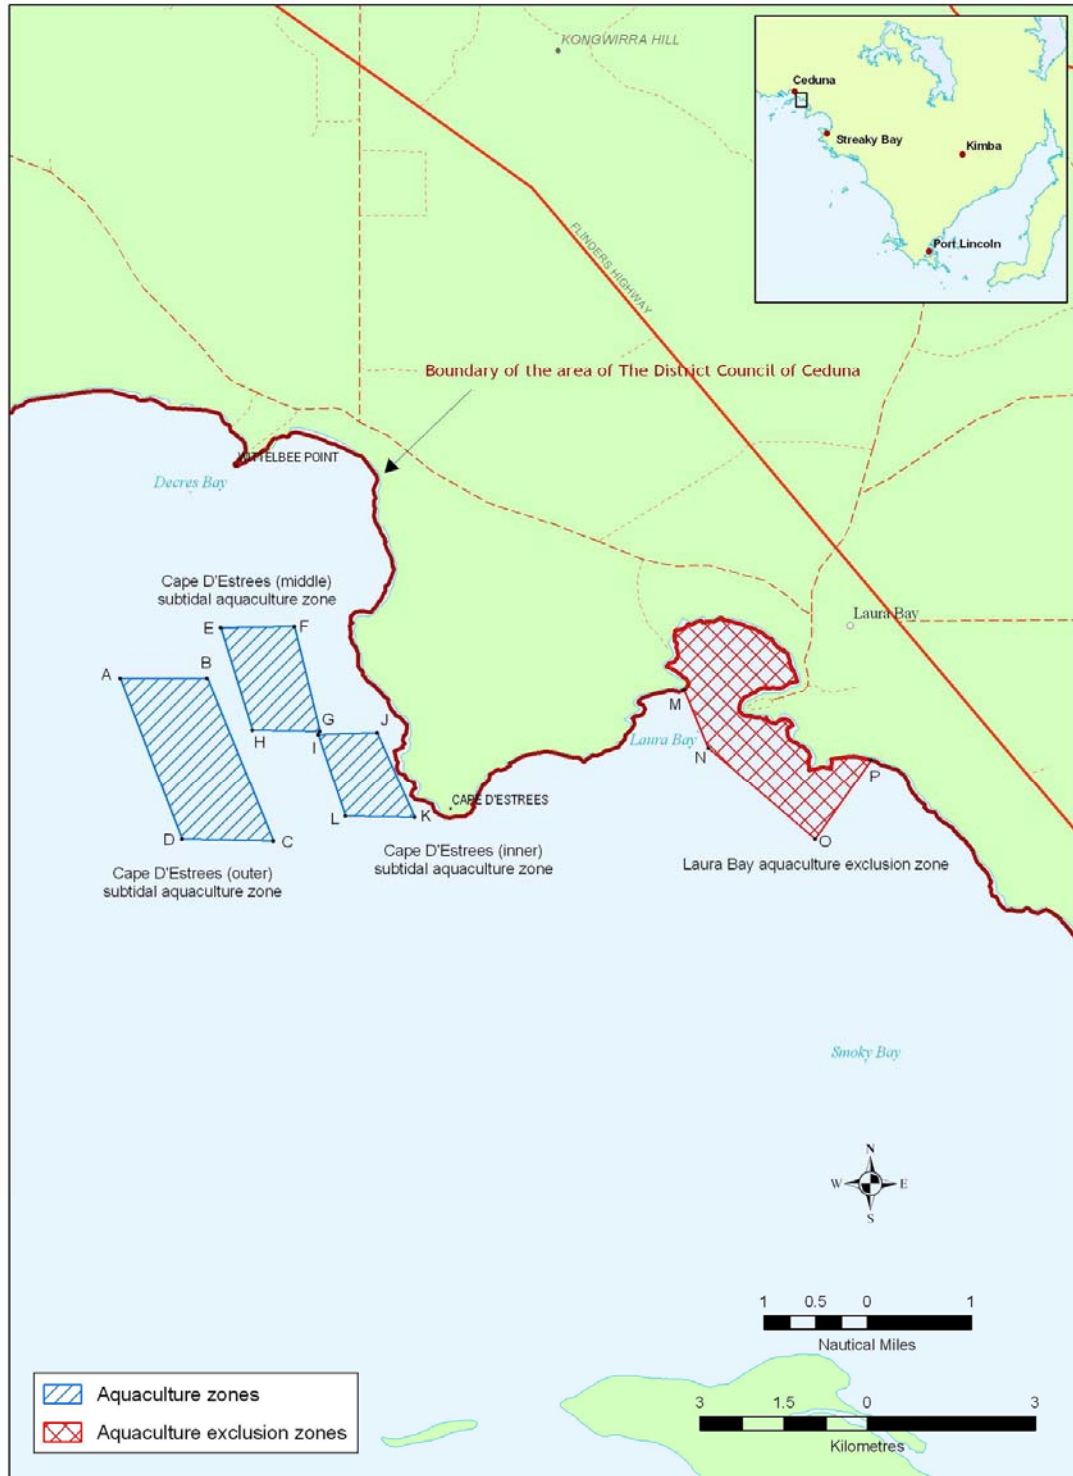 KONGWIRRA HILL
Ceduna
Streaky Bay
Kimba
Port Lincoln
FLINDERS HIGHWAY
Boundary of the area of The District Council of Ceduna
WITTELBEE POINT
Decres Bay
Cape D'Estrees (middle)
subtidal aquaculture zone
E
F
A
B
H
G
I
J
D
C
L
K
Cape D'Estrees (outer)
subtidal aquaculture zone
CAPE D'ESTREES
Cape D'Estrees (inner)
subtidal aquaculture zone
Laura Bay
M
Laura Bay
N
P
O
Laura Bay aquaculture exclusion zone
Smoky Bay
N
W
E
S
1 0.5 0 1
Nautical Miles
3 1.5 0 3
Kilometres
Aquaculture zones
Aquaculture exclusion zones